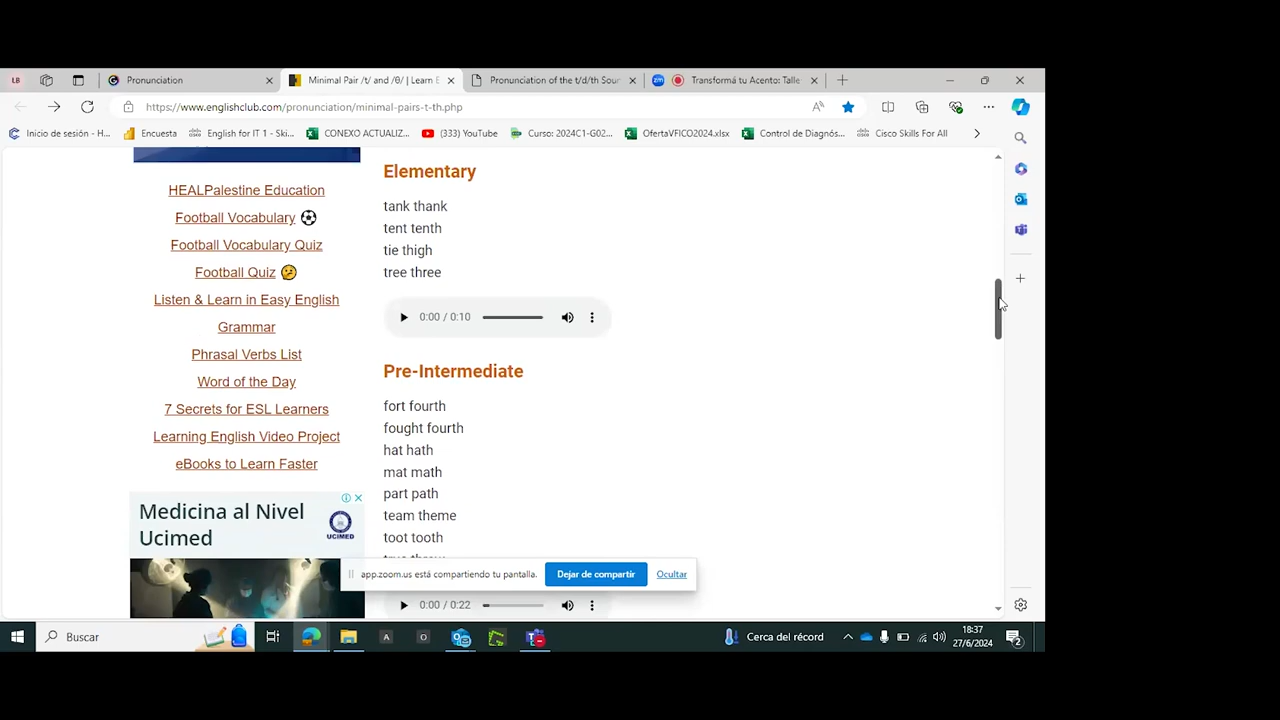 LB
Pronunciation
Minimal Pair /t/ and /θ/ | Learn E
Pronunciation of the t/d/th Soun
zm
Transformá tu Acento: Talle
https://www.englishclub.com/pronunciation/minimal-pairs-t-th.php
Inicio de sesión - H...
Encuesta
English for IT 1 - Ski...
CONEXO ACTUALIZ...
(333) YouTube
Curso: 2024C1-G02...
OfertaVFICO2024.xlsx
Control de Diagnós...
Cisco Skills For All
HEALPalestine Education
Football Vocabulary
Football Vocabulary Quiz
Football Quiz
Listen & Learn in Easy English
Grammar
Phrasal Verbs List
Word of the Day
7 Secrets for ESL Learners
Learning English Video Project
eBooks to Learn Faster
Medicina al Nivel
Ucimed
UCIMED
Elementary
tank thank
tent tenth
tie thigh
tree three
0:00 / 0:10
Pre-Intermediate
fort fourth
fought fourth
hat hath
mat math
part path
team theme
toot tooth
app.zoom.us está compartiendo tu pantalla.
Dejar de compartir
Ocultar
0:00 / 0:22
Buscar
A
O
Cerca del récord
18:37
27/6/2024
2